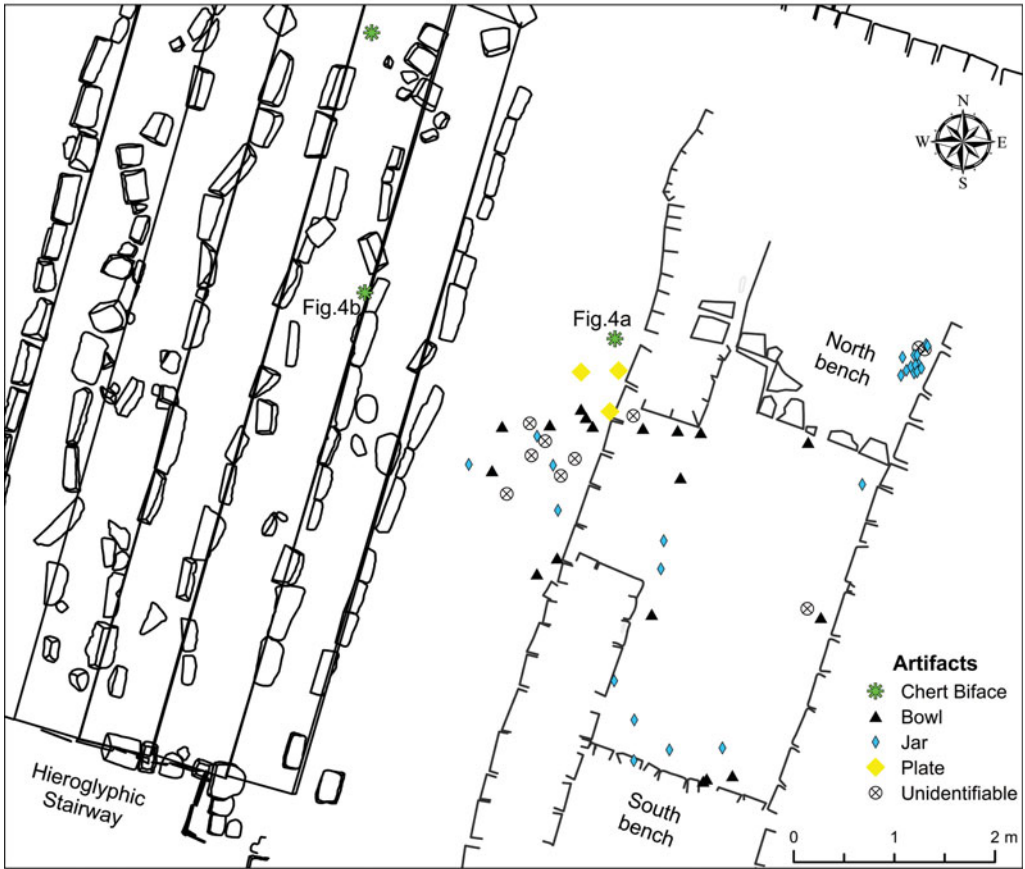 N
W
E
S
Fig.4b
Fig.4a
North
bench
Artifacts
Chert Biface
Bowl
Jar
Plate
Unidentifiable
Hieroglyphic
Stairway
South
bench
0
1
2 m